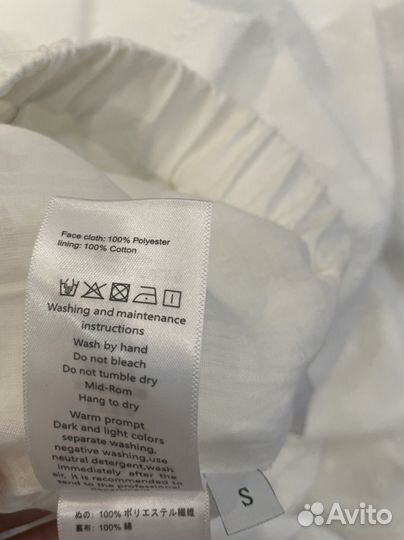 Face cloth: 100% Polyester
lining: 100% Cotton
Washing and maintenance
instructions
Wash by hand
Do not bleach
Do not tumble dry
Mid-Rom
Hang to dry
Warm prompt
Dark and light colors
separate washing,
negative washing,use
neutral detergent,wash
immediately after the
air, it is recommended to
send to the professional
S
ぬの: 100% ポリエステル繊維
裏布: 100% 綿
Avito